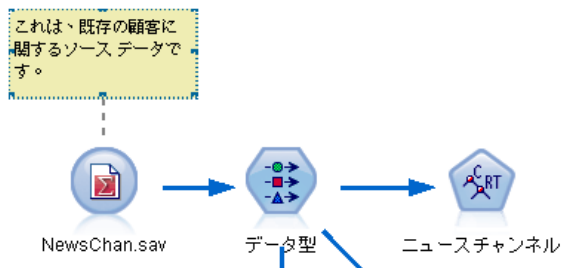 これは、既存の顧客に
関するソース データで
す。
CRT
NewsChan.sav
データ型
ニュースチャンネル